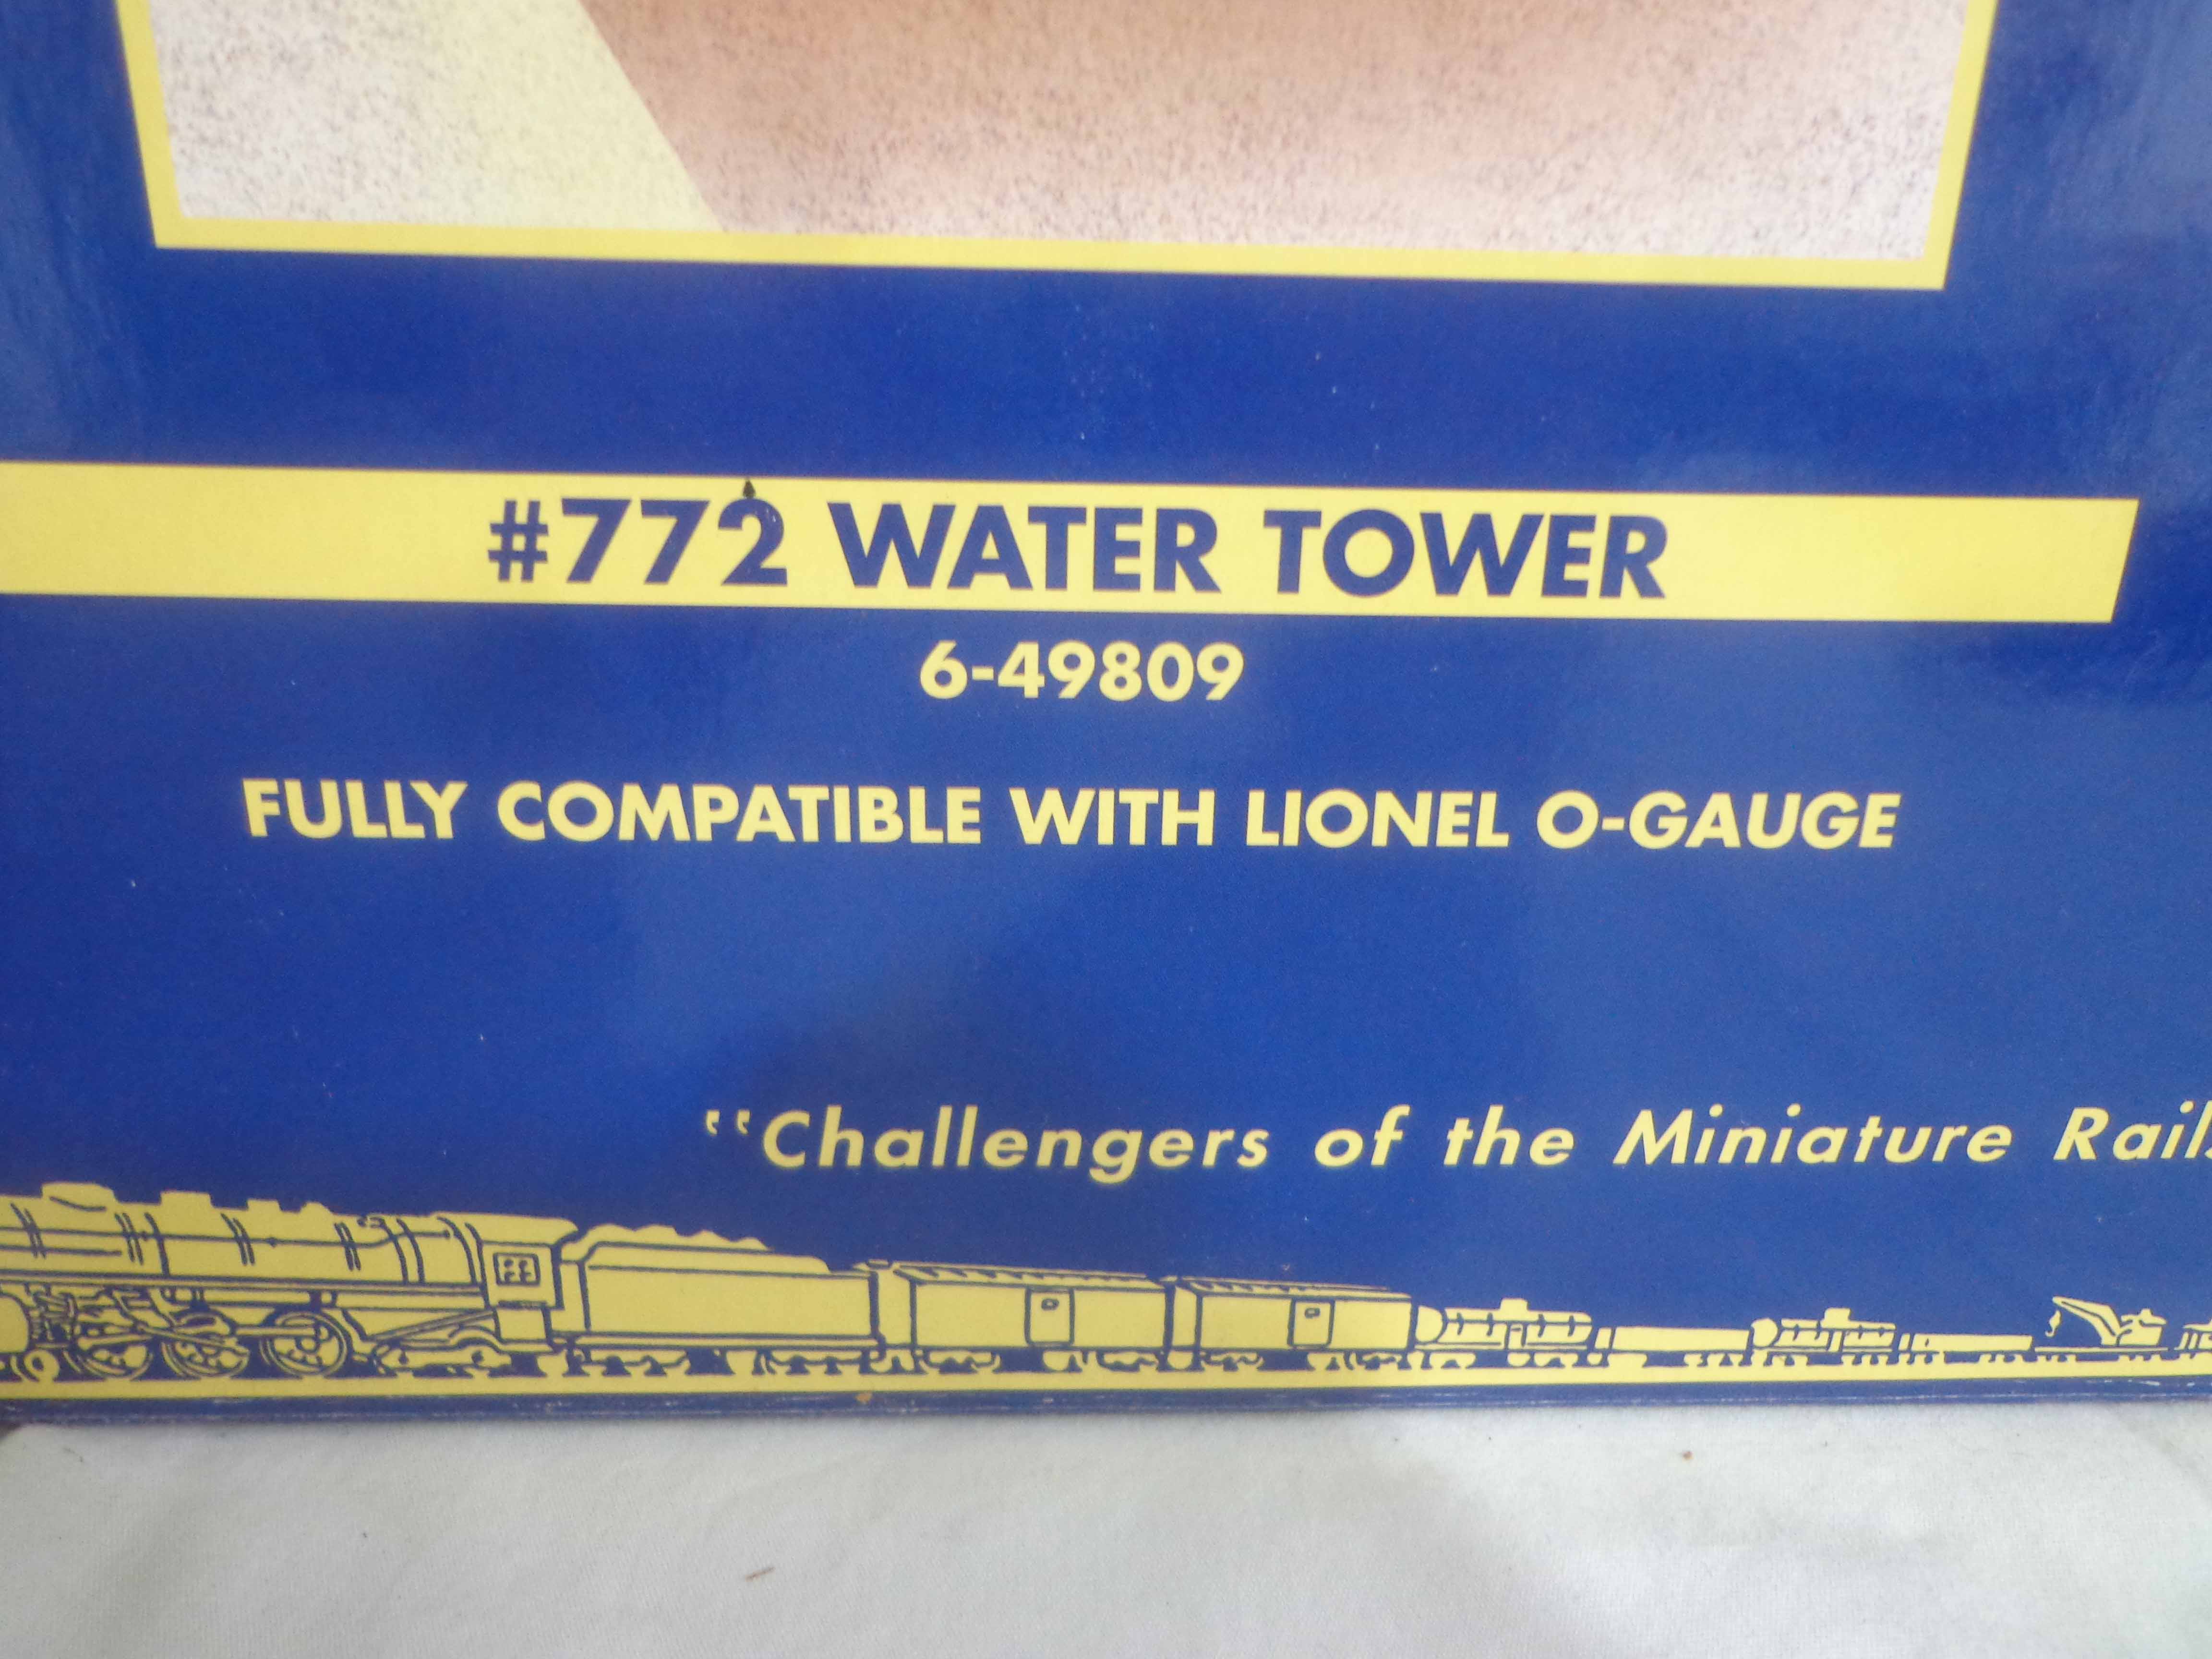 #772 WATER TOWER
6-49809
FULLY COMPATIBLE WITH LIONEL O-GAUGE
“Challengers of the Miniature